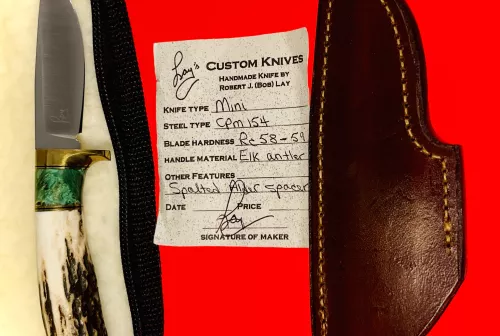 Lay's CUSTOM KNIVES
HANDMADE KNIFE BY
ROBERT J. (BOB) LAY
KNIFE TYPE Mini
STEEL TYPE CPM 154
BLADE HARDNESS Rc 58-59
HANDLE MATERIAL Elk antler
OTHER FEATURES
Spalted Alder spacer
DATE PRICE
Lay
SIGNATURE OF MAKER